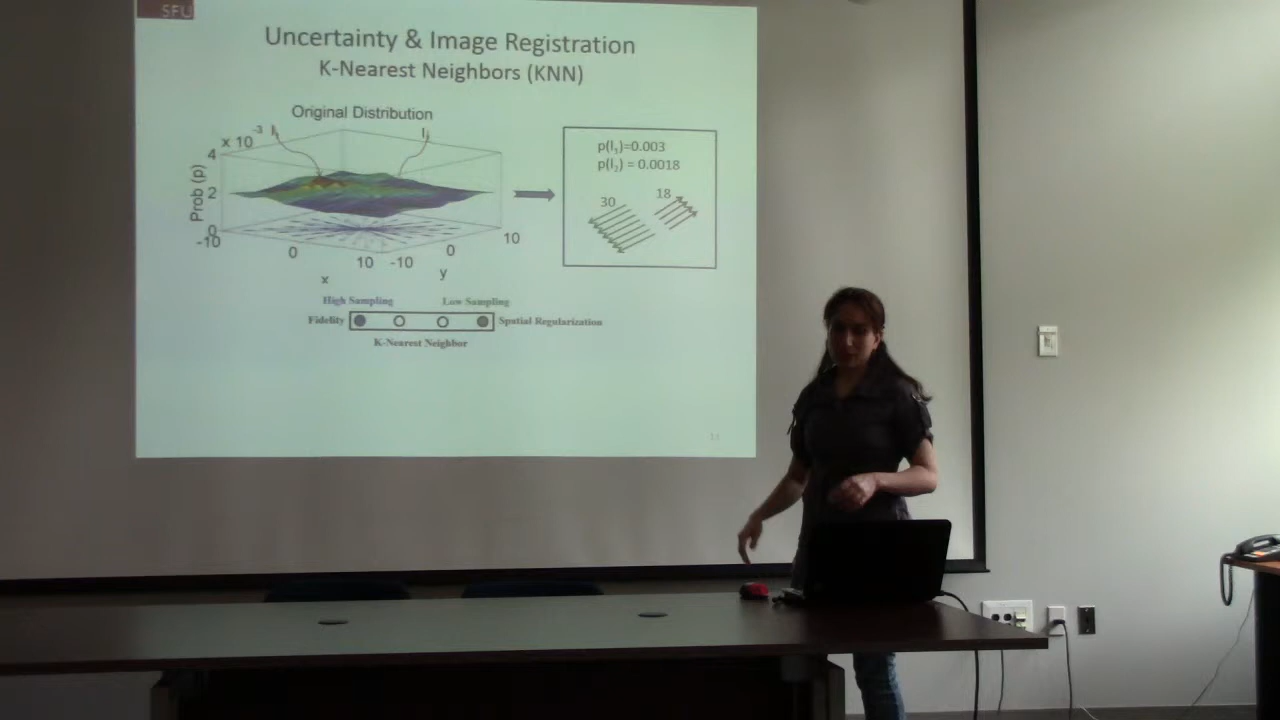 SFU
Uncertainty & Image Registration
K-Nearest Neighbors (KNN)
Original Distribution
x 10⁻³
4
2
0
Prob (p)
-10
0
10
x
-10
0
10
y
p(l₁)=0.003
p(l₂) = 0.0018
30
18
High Sampling
Low Sampling
Fidelity
Spatial Regularization
K-Nearest Neighbor